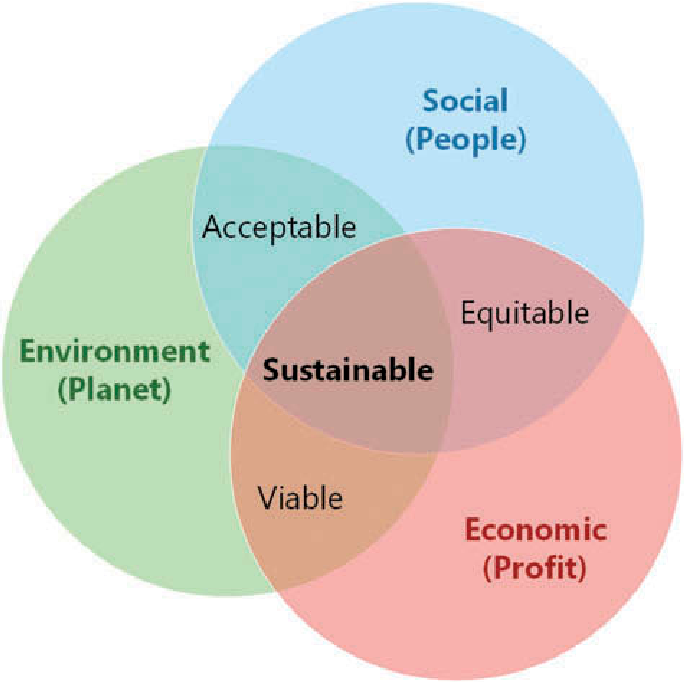 Social
(People)
Acceptable
Equitable
Environment
(Planet)
Sustainable
Viable
Economic
(Profit)